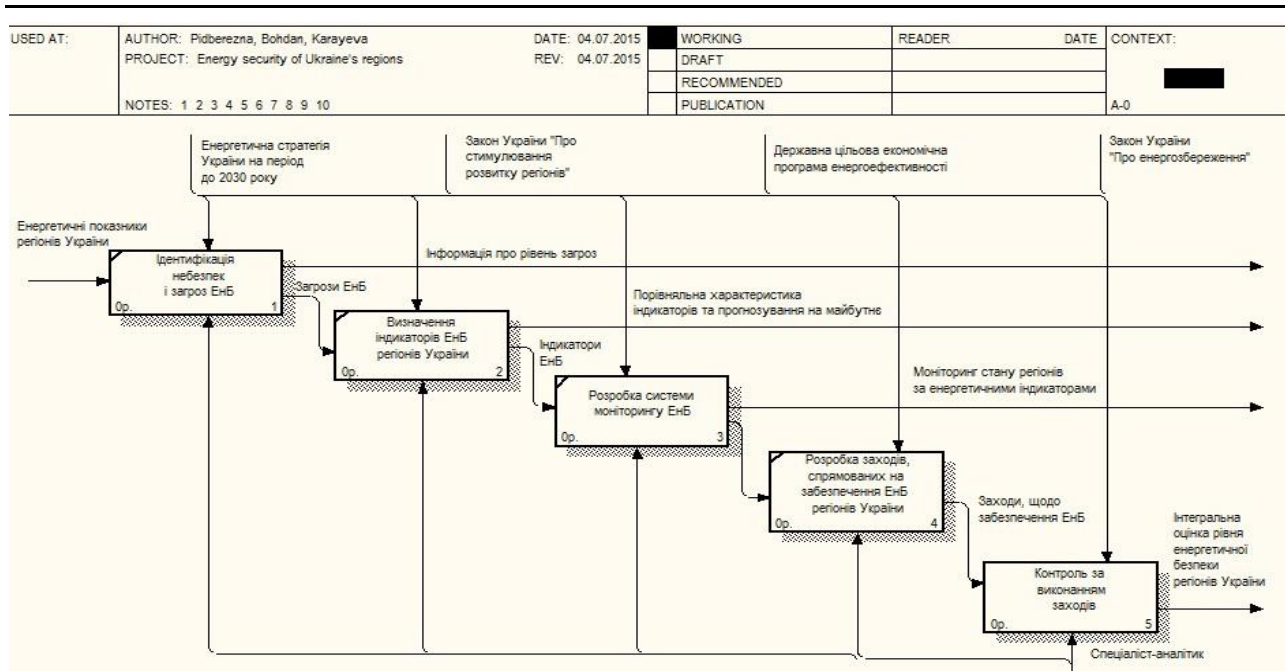 USED AT:
AUTHOR: Pidberezna, Bohdan, Karayeva
DATE: 04.07.2015
PROJECT: Energy security of Ukraine's regions
REV: 04.07.2015
NOTES: 1 2 3 4 5 6 7 8 9 10
WORKING
DRAFT
RECOMMENDED
PUBLICATION
READER
DATE
CONTEXT:
A-0
Енергетична стратегія
України на період
до 2030 року
Закон України "Про
стимулювання
розвитку регіонів"
Державна цільова економічна
програма енергоефективності
Закон України
"Про енергозбереження"
Енергетичні показники
регіонів України
Ідентифікація
небезпек
і загроз ЕнБ
0р.
1
Інформація про рівень загроз
Загрози ЕнБ
Визначення
індикаторів ЕнБ
регіонів України
0р.
2
Порівняльна характеристика
індикаторів та прогнозування на майбутнє
Індикатори
ЕнБ
Розробка системи
моніторингу ЕнБ
0р.
3
Моніторинг стану регіонів
за енергетичними індикаторами
Розробка заходів,
спрямованих на
забезпечення ЕнБ
регіонів України
0р.
4
Заходи, щодо
забезпечення ЕнБ
Контроль за
виконанням
заходів
0р.
5
Інтегральна
оцінка рівня
енергетичної
безпеки
регіонів України
Спеціаліст-аналітик